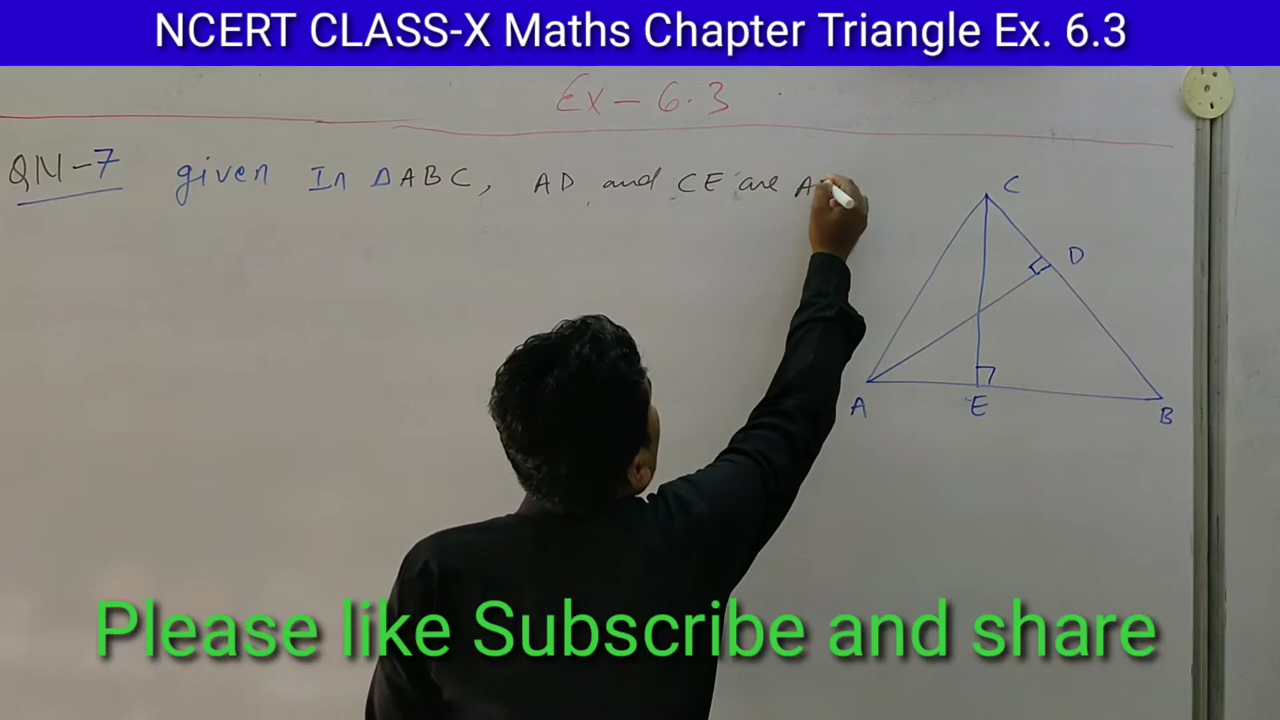 NCERT CLASS-X Maths Chapter Triangle Ex. 6.3
Ex-6.3
QN-7 given In ΔABC, AD and CE are A
C
D
A
E
B
Please like Subscribe and share